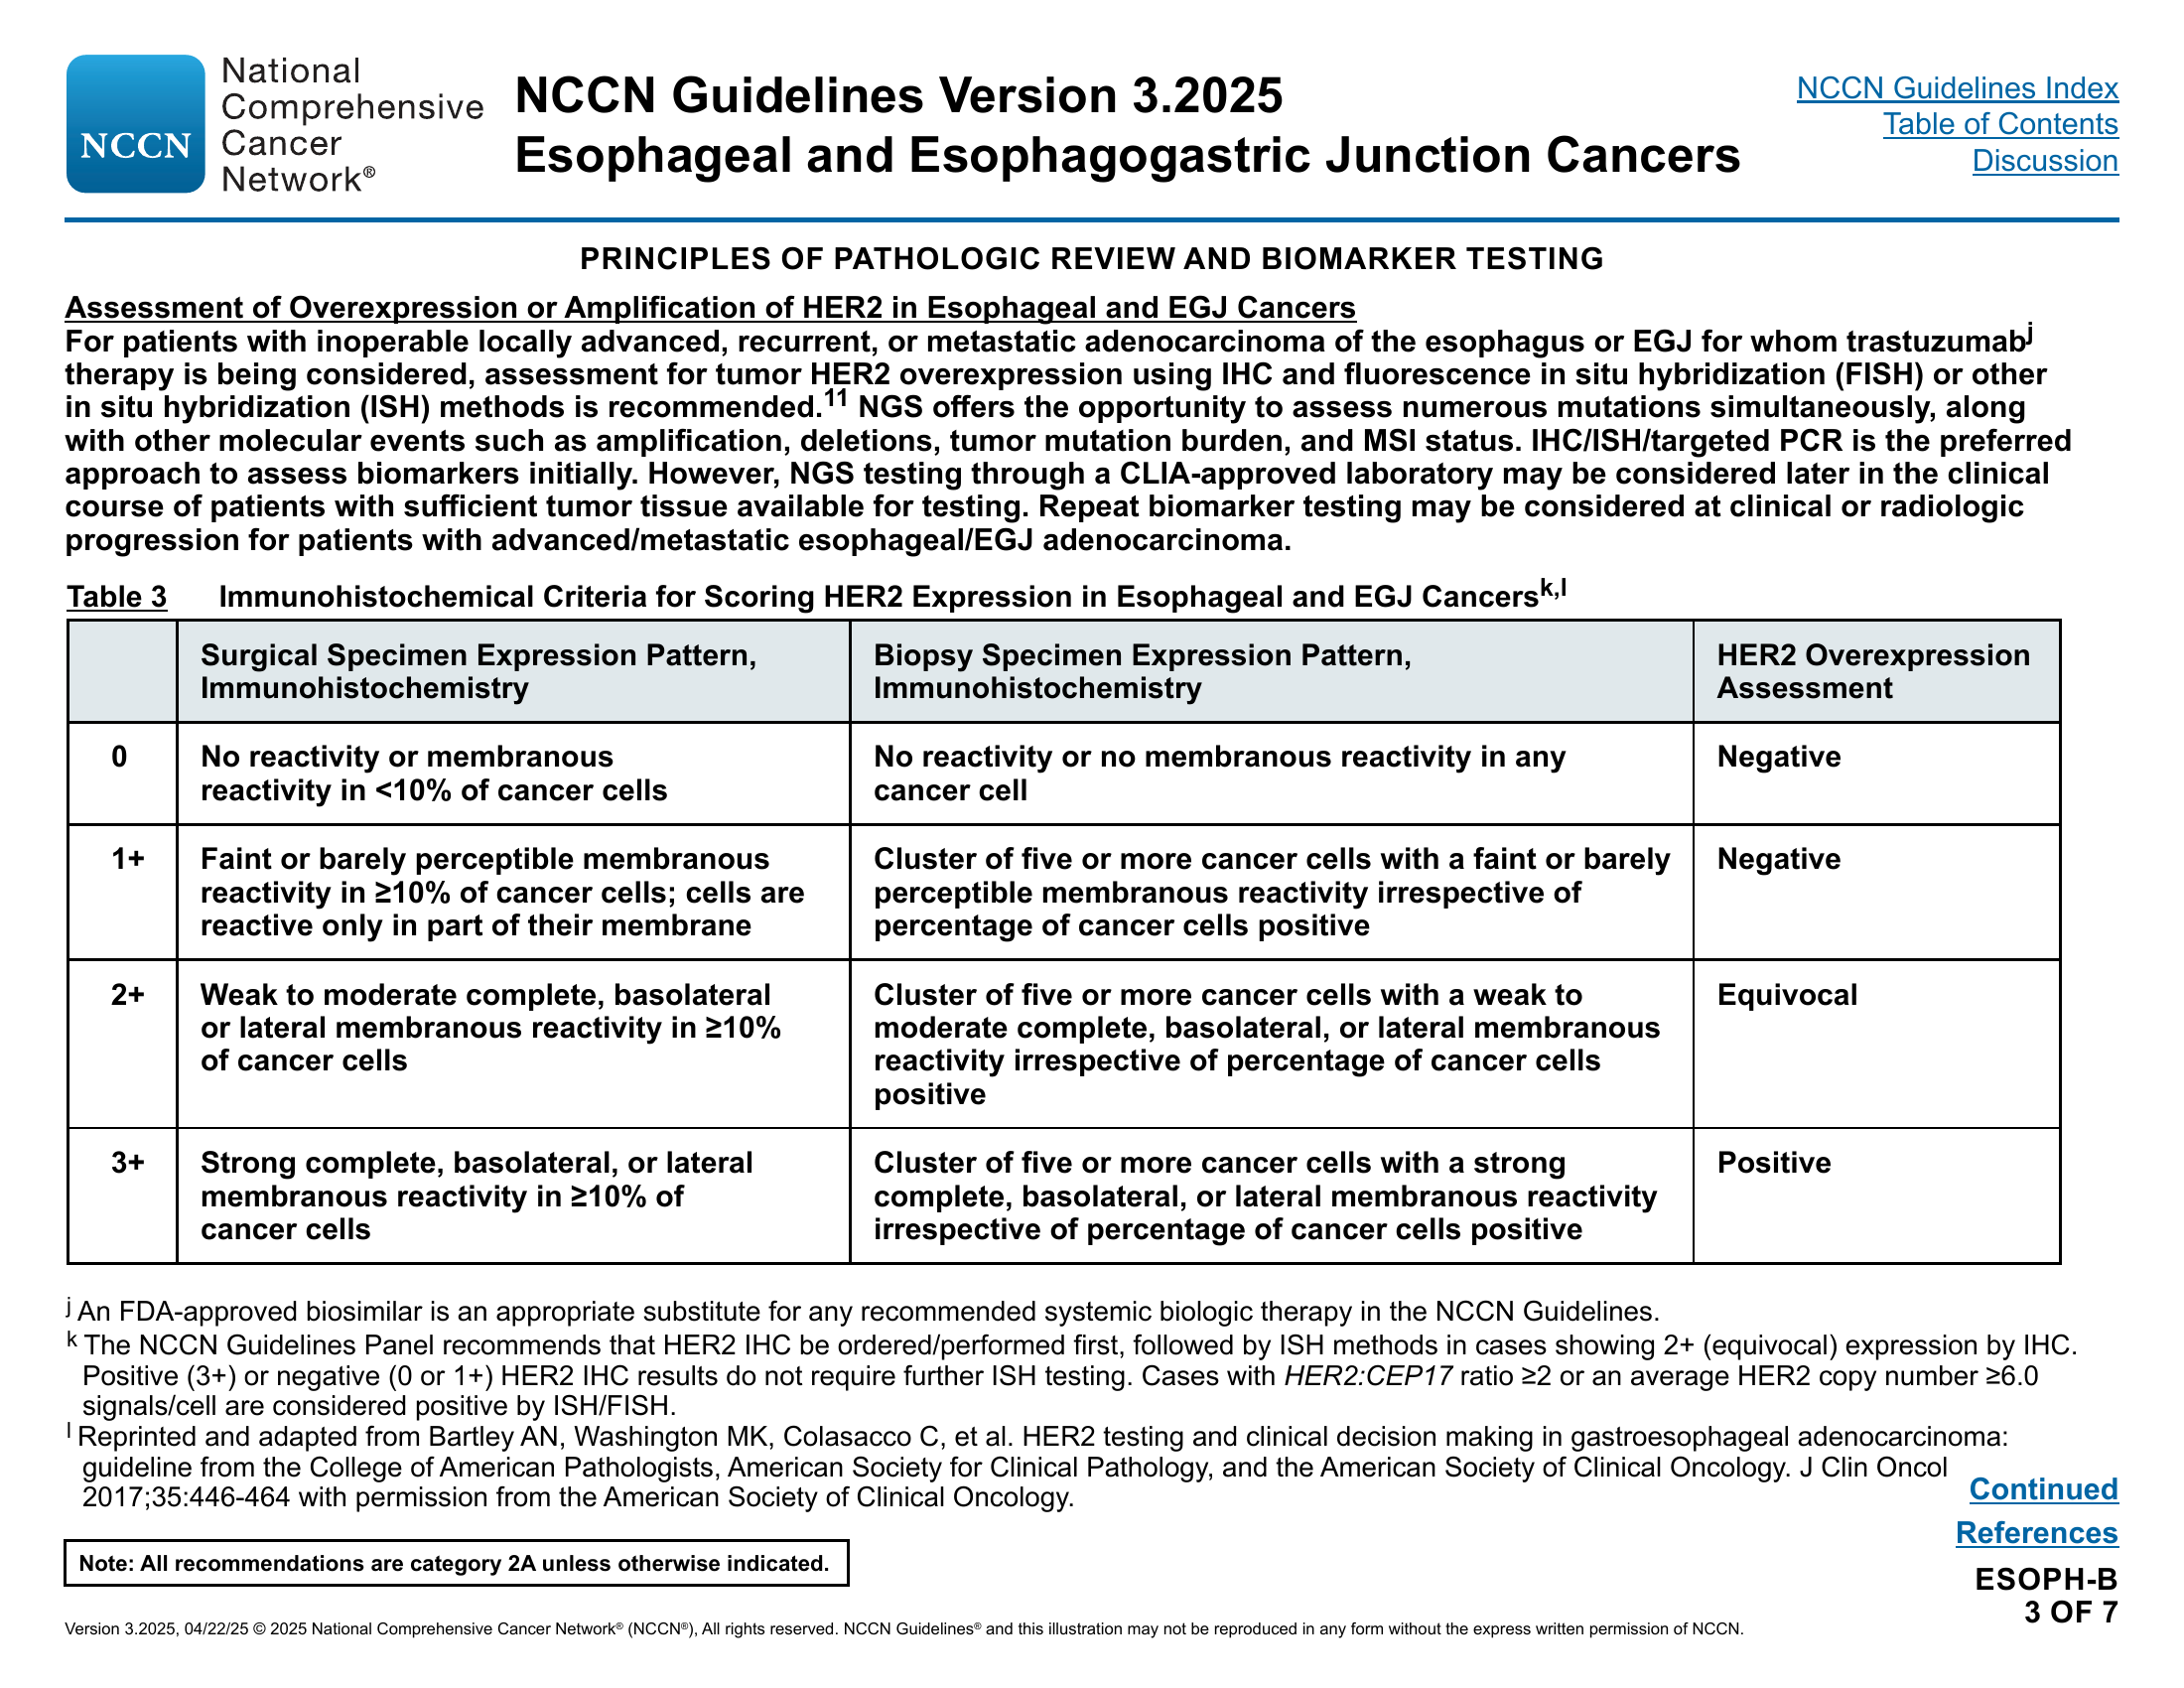 National
Comprehensive
Cancer
Network®
NCCN
NCCN Guidelines Version 3.2025
Esophageal and Esophagogastric Junction Cancers
NCCN Guidelines Index
Table of Contents
Discussion
PRINCIPLES OF PATHOLOGIC REVIEW AND BIOMARKER TESTING
Assessment of Overexpression or Amplification of HER2 in Esophageal and EGJ Cancers
For patients with inoperable locally advanced, recurrent, or metastatic adenocarcinoma of the esophagus or EGJ for whom trastuzumabj
therapy is being considered, assessment for tumor HER2 overexpression using IHC and fluorescence in situ hybridization (FISH) or other
in situ hybridization (ISH) methods is recommended.11 NGS offers the opportunity to assess numerous mutations simultaneously, along
with other molecular events such as amplification, deletions, tumor mutation burden, and MSI status. IHC/ISH/targeted PCR is the preferred
approach to assess biomarkers initially. However, NGS testing through a CLIA-approved laboratory may be considered later in the clinical
course of patients with sufficient tumor tissue available for testing. Repeat biomarker testing may be considered at clinical or radiologic
progression for patients with advanced/metastatic esophageal/EGJ adenocarcinoma.
Table 3 Immunohistochemical Criteria for Scoring HER2 Expression in Esophageal and EGJ Cancersk,l
Surgical Specimen Expression Pattern,
Immunohistochemistry
Biopsy Specimen Expression Pattern,
Immunohistochemistry
HER2 Overexpression
Assessment
0
No reactivity or membranous
reactivity in <10% of cancer cells
No reactivity or no membranous reactivity in any
cancer cell
Negative
1+
Faint or barely perceptible membranous
reactivity in ≥10% of cancer cells; cells are
reactive only in part of their membrane
Cluster of five or more cancer cells with a faint or barely
perceptible membranous reactivity irrespective of
percentage of cancer cells positive
Negative
2+
Weak to moderate complete, basolateral
or lateral membranous reactivity in ≥10%
of cancer cells
Cluster of five or more cancer cells with a weak to
moderate complete, basolateral, or lateral membranous
reactivity irrespective of percentage of cancer cells
positive
Equivocal
3+
Strong complete, basolateral, or lateral
membranous reactivity in ≥10% of
cancer cells
Cluster of five or more cancer cells with a strong
complete, basolateral, or lateral membranous reactivity
irrespective of percentage of cancer cells positive
Positive
j An FDA-approved biosimilar is an appropriate substitute for any recommended systemic biologic therapy in the NCCN Guidelines.
k The NCCN Guidelines Panel recommends that HER2 IHC be ordered/performed first, followed by ISH methods in cases showing 2+ (equivocal) expression by IHC.
Positive (3+) or negative (0 or 1+) HER2 IHC results do not require further ISH testing. Cases with HER2:CEP17 ratio ≥2 or an average HER2 copy number ≥6.0
signals/cell are considered positive by ISH/FISH.
l Reprinted and adapted from Bartley AN, Washington MK, Colasacco C, et al. HER2 testing and clinical decision making in gastroesophageal adenocarcinoma:
guideline from the College of American Pathologists, American Society for Clinical Pathology, and the American Society of Clinical Oncology. J Clin Oncol
2017;35:446-464 with permission from the American Society of Clinical Oncology.
Continued
References
Note: All recommendations are category 2A unless otherwise indicated.
ESOPH-B
3 OF 7
Version 3.2025, 04/22/25 © 2025 National Comprehensive Cancer Network® (NCCN®), All rights reserved. NCCN Guidelines® and this illustration may not be reproduced in any form without the express written permission of NCCN.